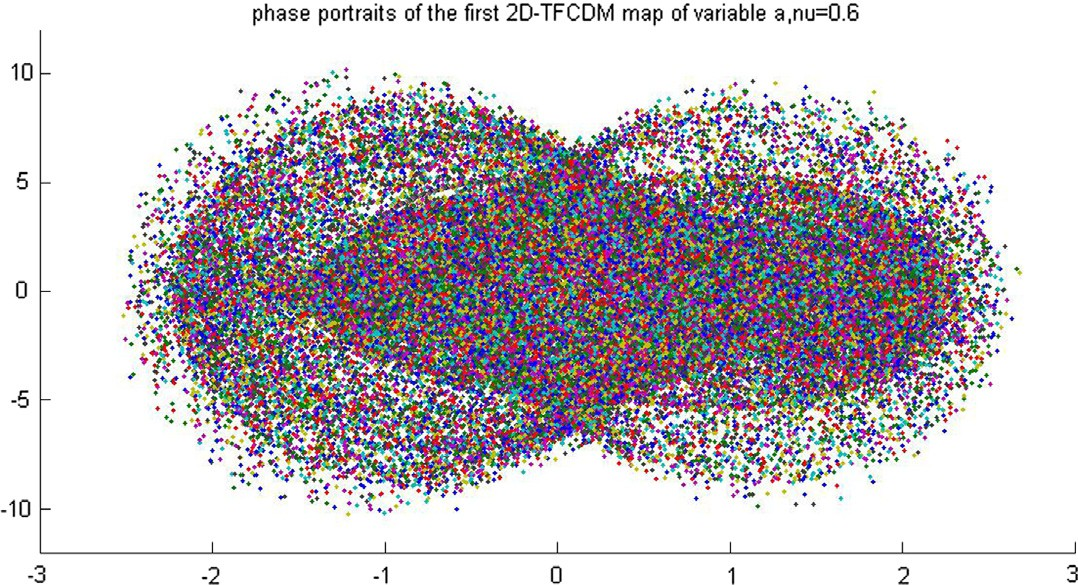 phase portraits of the first 2D-TFCDM map of variable a,nu=0.6
10
5
0
-5
-10
-3 -2 -1 0 1 2 3